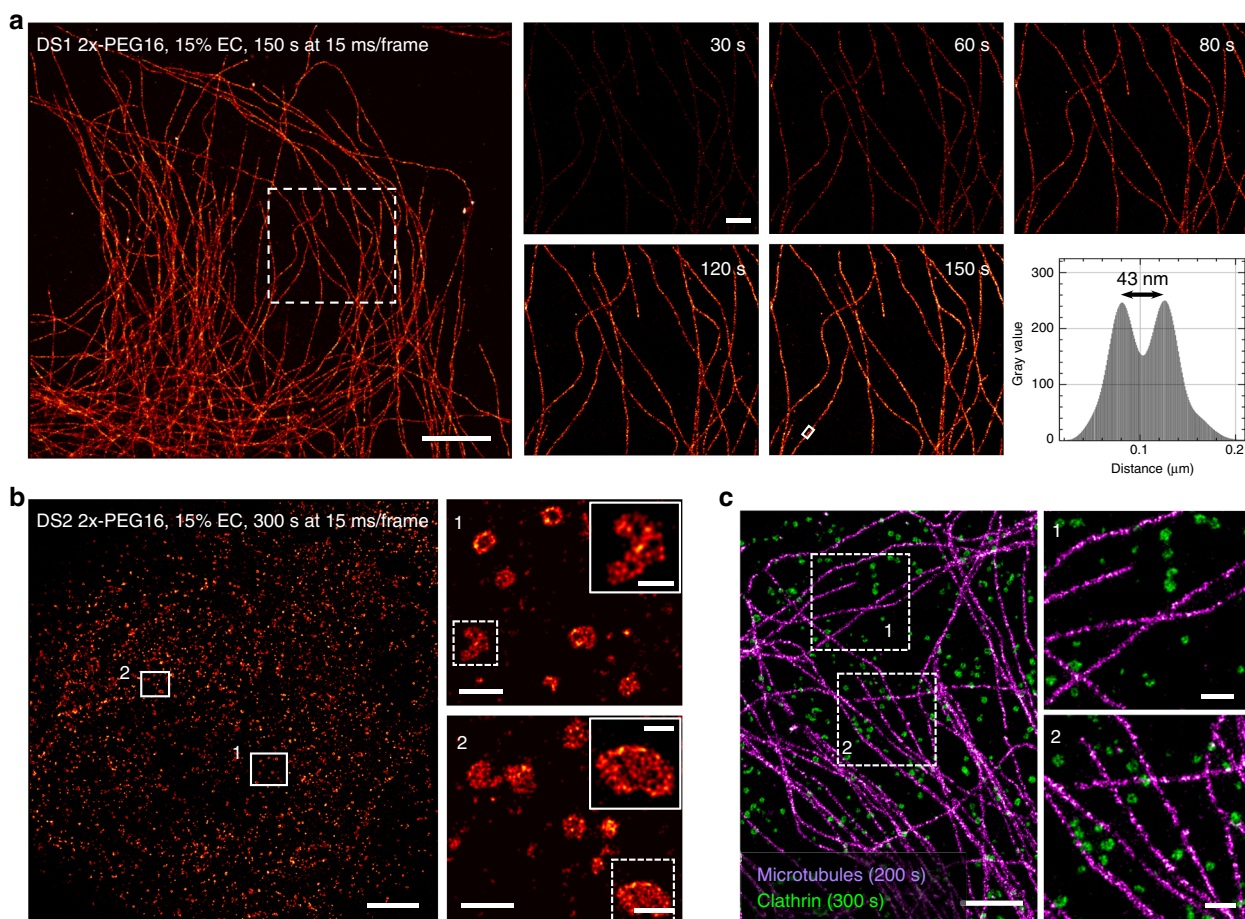 a
DS1 2x-PEG16, 15% EC, 150 s at 15 ms/frame
30 s
60 s
80 s
120 s
150 s
43 nm
300
200
100
0
Gray value
0.1
0.2
Distance (μm)
b
DS2 2x-PEG16, 15% EC, 300 s at 15 ms/frame
2
1
1
2
c
1
2
Microtubules (200 s)
Clathrin (300 s)
1
2